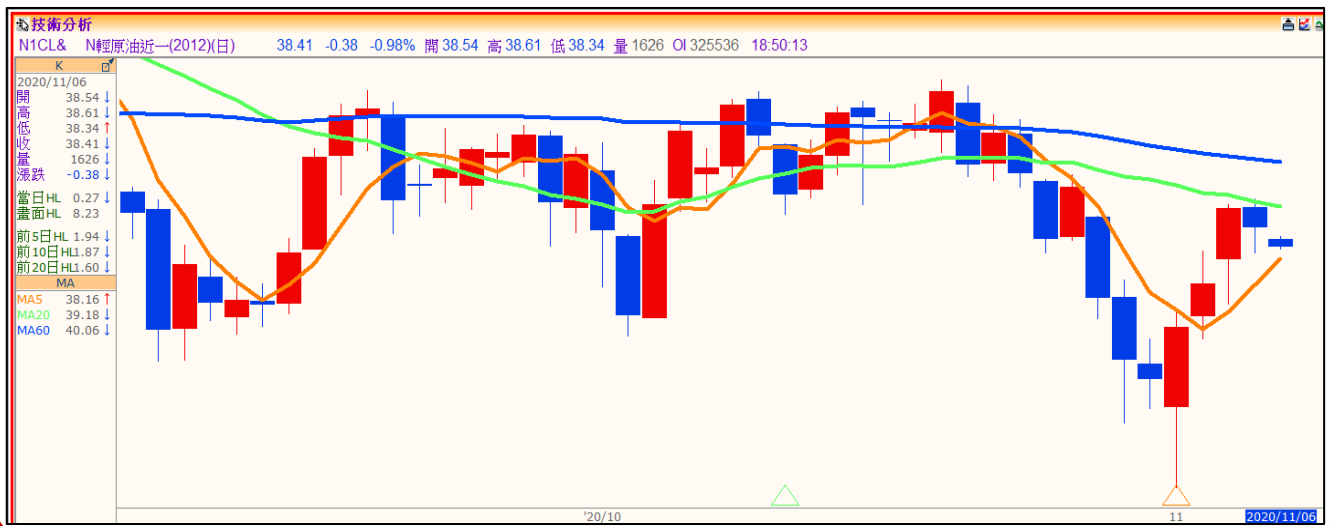 技術分析
N1CL& N輕原油近一(2012)(日) 38.41 -0.38 -0.98% 開 38.54 高 38.61 低 38.34 量 1626 OI 325536 18:50:13
K
2020/11/06
開 38.54↓
高 38.61↓
低 38.34↑
收 38.41↓
量 1626↓
漲跌 -0.38↓
當日HL 0.27↓
畫面HL 8.23
前5日HL 1.94↓
前10日HL1.87↓
前20日HL1.60↓
MA
MA5 38.16↑
MA20 39.18↓
MA60 40.06↓
'20/10 11 2020/11/06